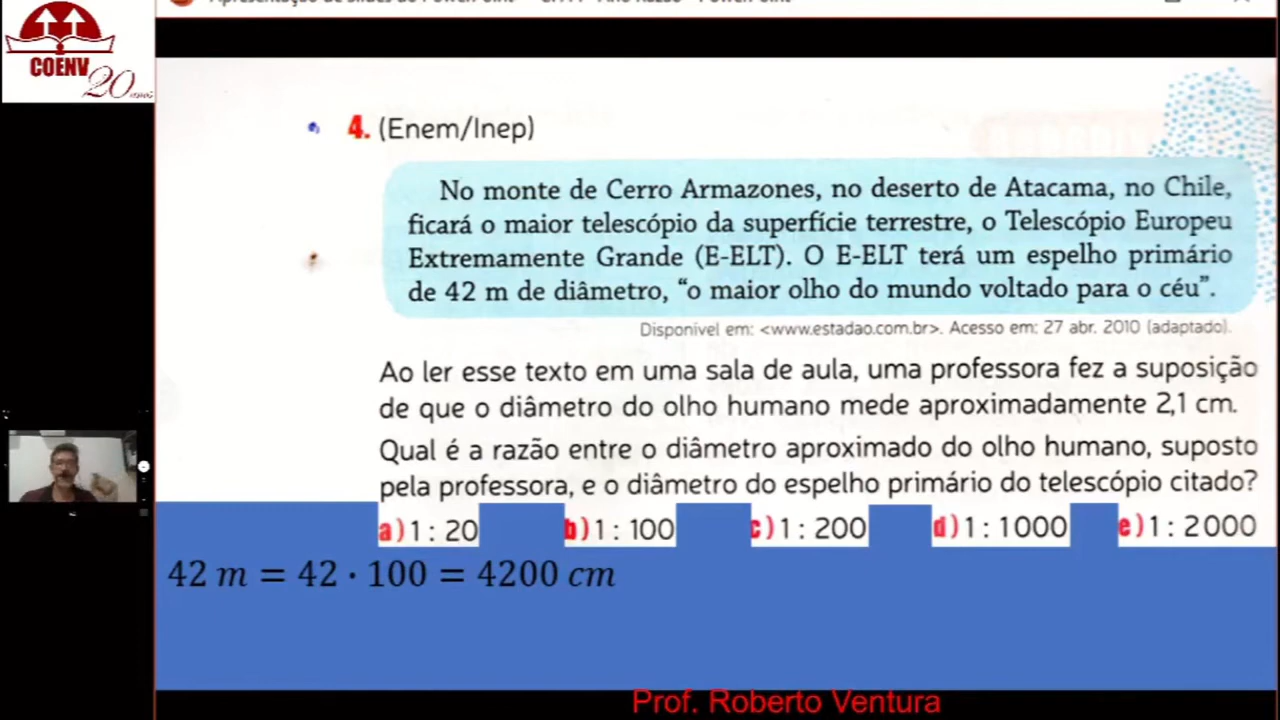 COENV
20 anos
4. (Enem/Inep)
No monte de Cerro Armazones, no deserto de Atacama, no Chile,
ficará o maior telescópio da superfície terrestre, o Telescópio Europeu
Extremamente Grande (E-ELT). O E-ELT terá um espelho primário
de 42 m de diâmetro, “o maior olho do mundo voltado para o céu”.
Disponível em: <www.estadao.com.br>. Acesso em: 27 abr. 2010 (adaptado).
Ao ler esse texto em uma sala de aula, uma professora fez a suposição
de que o diâmetro do olho humano mede aproximadamente 2,1 cm.
Qual é a razão entre o diâmetro aproximado do olho humano, suposto
pela professora, e o diâmetro do espelho primário do telescópio citado?
a) 1 : 20 b) 1 : 100 c) 1 : 200 d) 1 : 1000 e) 1 : 2000
42 m = 42 · 100 = 4200 cm
Prof. Roberto Ventura